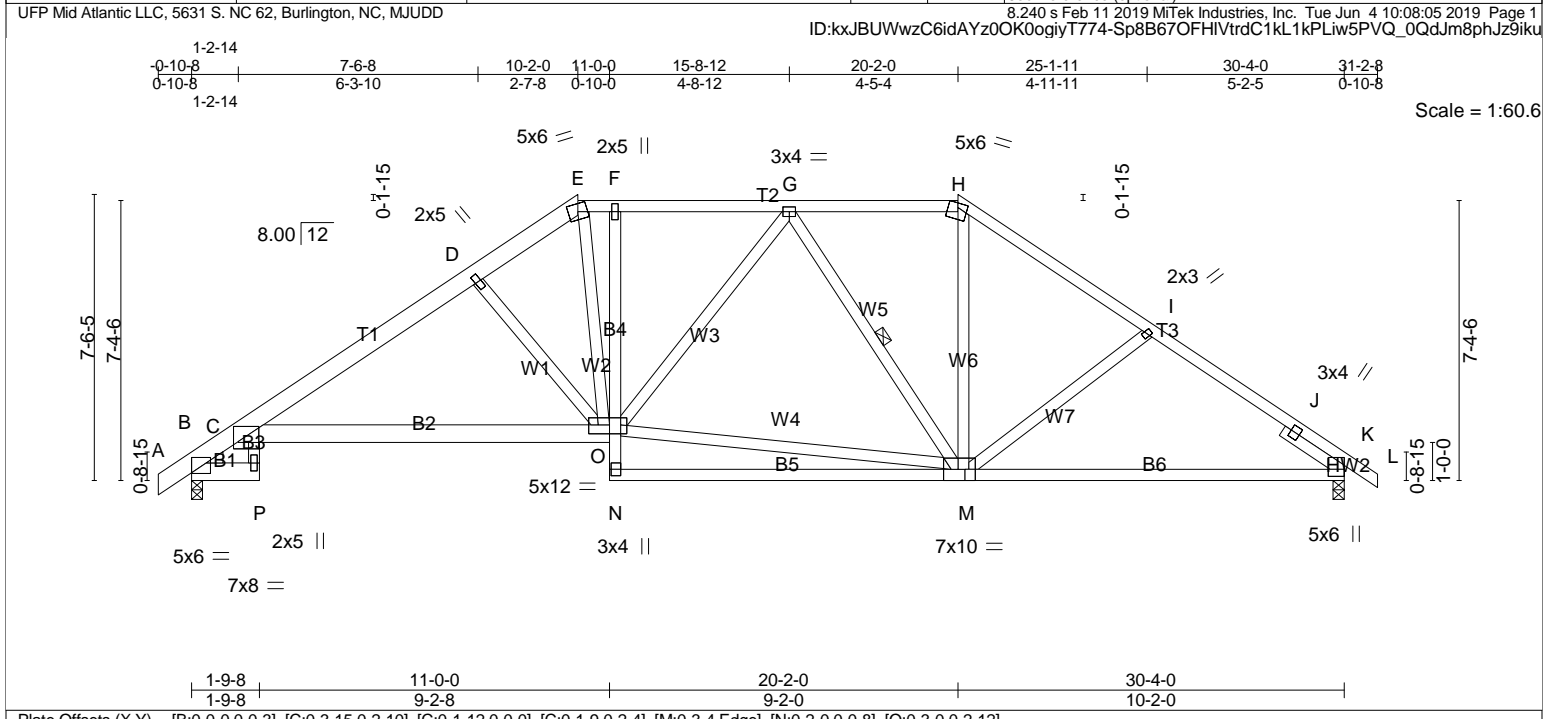 UFP Mid Atlantic LLC, 5631 S. NC 62, Burlington, NC, MJUDD
8.240 s Feb 11 2019 MiTek Industries, Inc. Tue Jun 4 10:08:05 2019 Page 1
ID:kxJBUWwzC6idAYz0OK0ogiyT774-Sp8B67OFHlVtrdC1kL1kPLiw5PVQ_0QdJm8phJz9iku
1-2-14
-0-10-8 7-6-8 10-2-0 11-0-0 15-8-12 20-2-0 25-1-11 30-4-0 31-2-8
0-10-8 6-3-10 2-7-8 0-10-0 4-8-12 4-5-4 4-11-11 5-2-5 0-10-8
1-2-14
Scale = 1:60.6
5x6 =
2x5 ||
3x4 =
5x6 =
E F G H
T2
0-1-15
0-1-15
2x5 \\
8.00 12
D
2x3 //
I
T3
7-6-5
7-4-6
T1
W1
W2
B4
W3
W5
W6
W7
W4
7-4-6
3x4 //
J
K
L
A
B
C
B1
B3
B2
O
B5
B6
HW2
0-8-15
0-8-15
1-0-0
5x12 =
P
N
M
2x5 ||
3x4 ||
7x10 =
5x6 ||
5x6 =
7x8 =
1-9-8 11-0-0 20-2-0 30-4-0
1-9-8 9-2-8 9-2-0 10-2-0